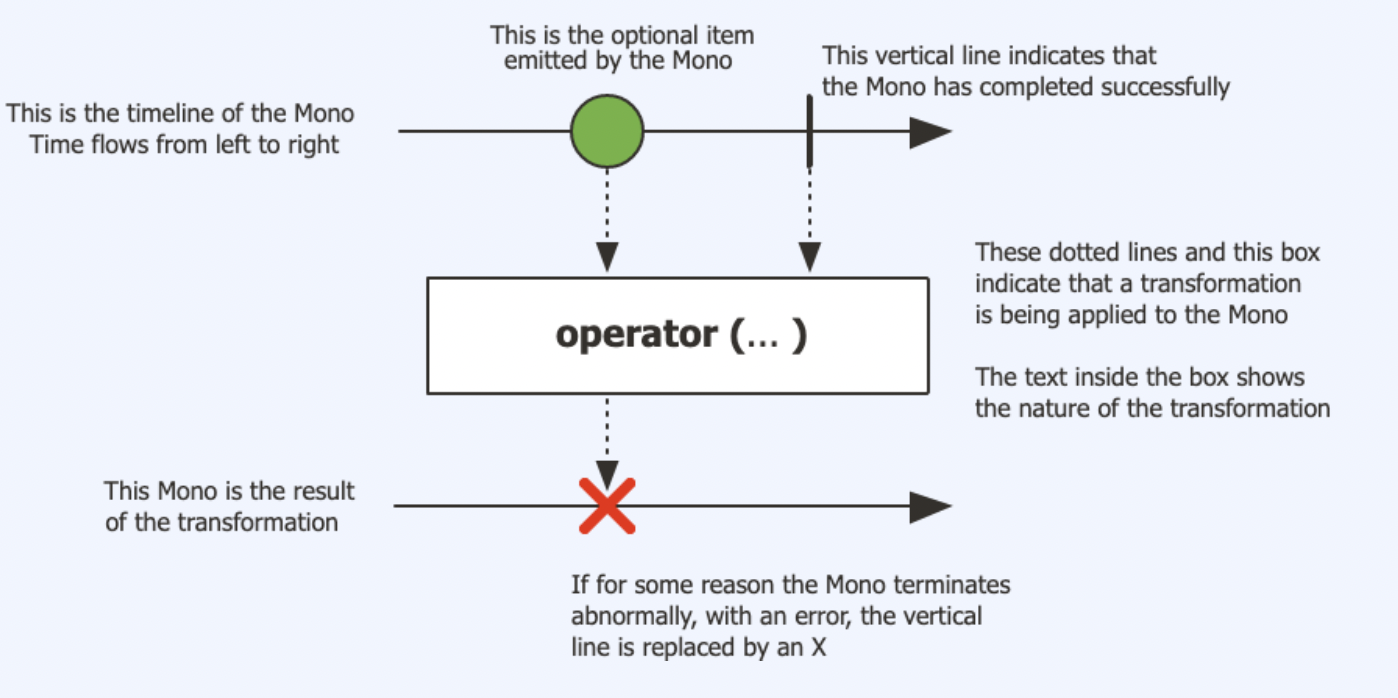 This is the optional item
emitted by the Mono
This vertical line indicates that
the Mono has completed successfully
This is the timeline of the Mono
Time flows from left to right
These dotted lines and this box
indicate that a transformation
is being applied to the Mono
operator (... )
The text inside the box shows
the nature of the transformation
This Mono is the result
of the transformation
If for some reason the Mono terminates
abnormally, with an error, the vertical
line is replaced by an X